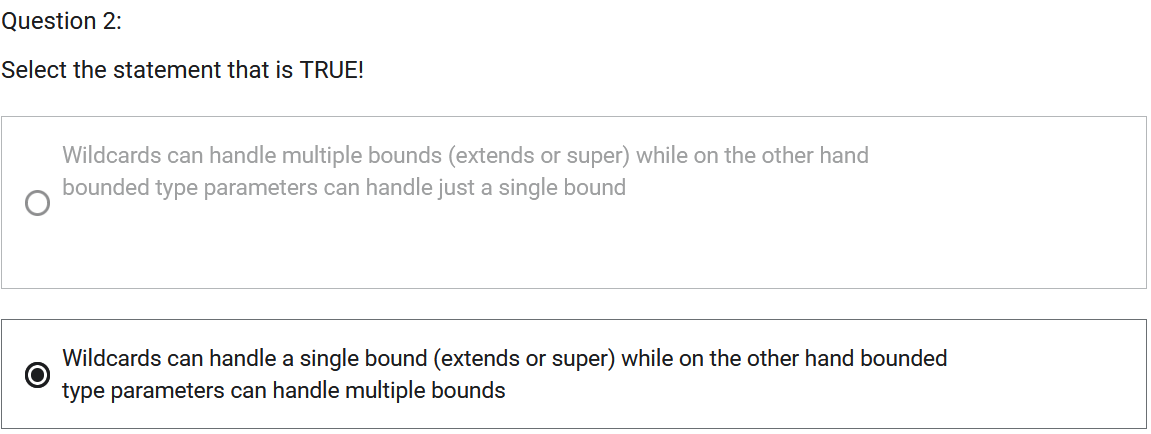 Question 2:
Select the statement that is TRUE!
Wildcards can handle multiple bounds (extends or super) while on the other hand
bounded type parameters can handle just a single bound
Wildcards can handle a single bound (extends or super) while on the other hand bounded
type parameters can handle multiple bounds